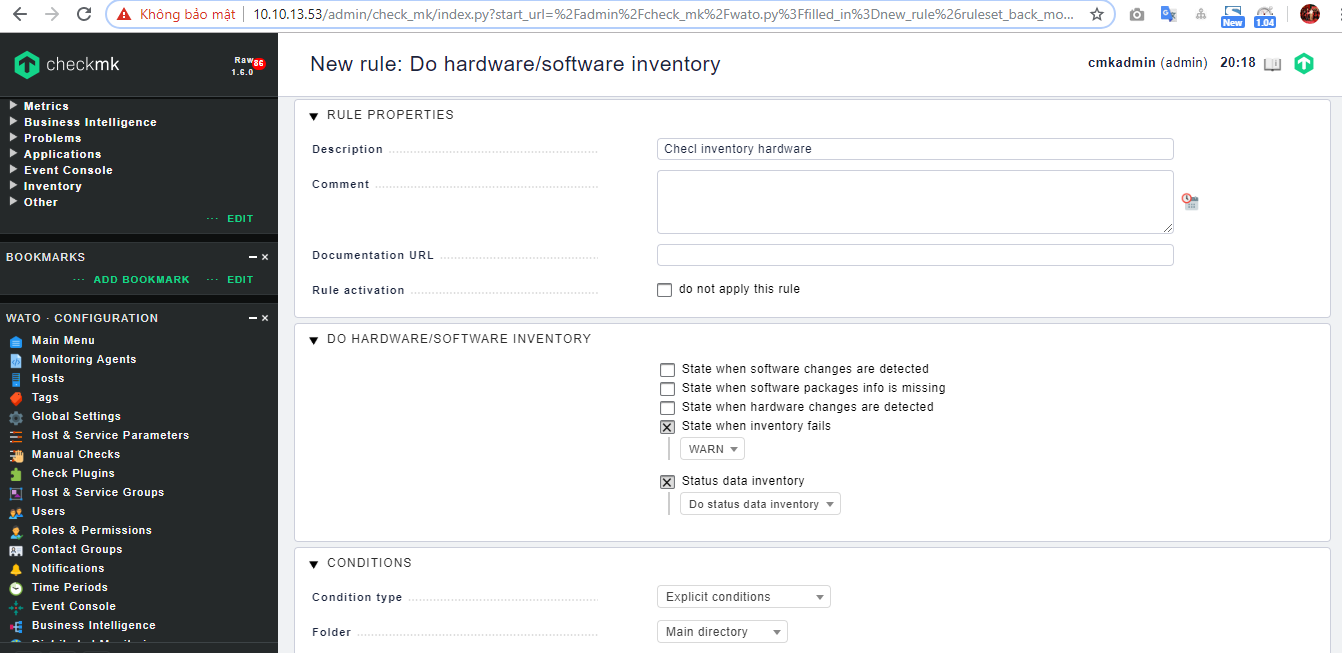 Không bảo mật 10.10.13.53/admin/check_mk/index.py?start_url=%2Fadmin%2Fcheck_mk%2Fwato.py%3Ffilled_in%3Dnew_rule%26ruleset_back_mo...
New 1.04
checkmk Raw 86
1.6.0
New rule: Do hardware/software inventory
cmkadmin (admin) 20:18
Metrics
Business Intelligence
Problems
Applications
Event Console
Inventory
Other
EDIT
BOOKMARKS
ADD BOOKMARK EDIT
WATO · CONFIGURATION
Main Menu
Monitoring Agents
Hosts
Tags
Global Settings
Host & Service Parameters
Manual Checks
Check Plugins
Host & Service Groups
Users
Roles & Permissions
Contact Groups
Notifications
Time Periods
Event Console
Business Intelligence
RULE PROPERTIES
Description Checl inventory hardware
Comment
Documentation URL
Rule activation do not apply this rule
DO HARDWARE/SOFTWARE INVENTORY
State when software changes are detected
State when software packages info is missing
State when hardware changes are detected
State when inventory fails
WARN
Status data inventory
Do status data inventory
CONDITIONS
Condition type Explicit conditions
Folder Main directory